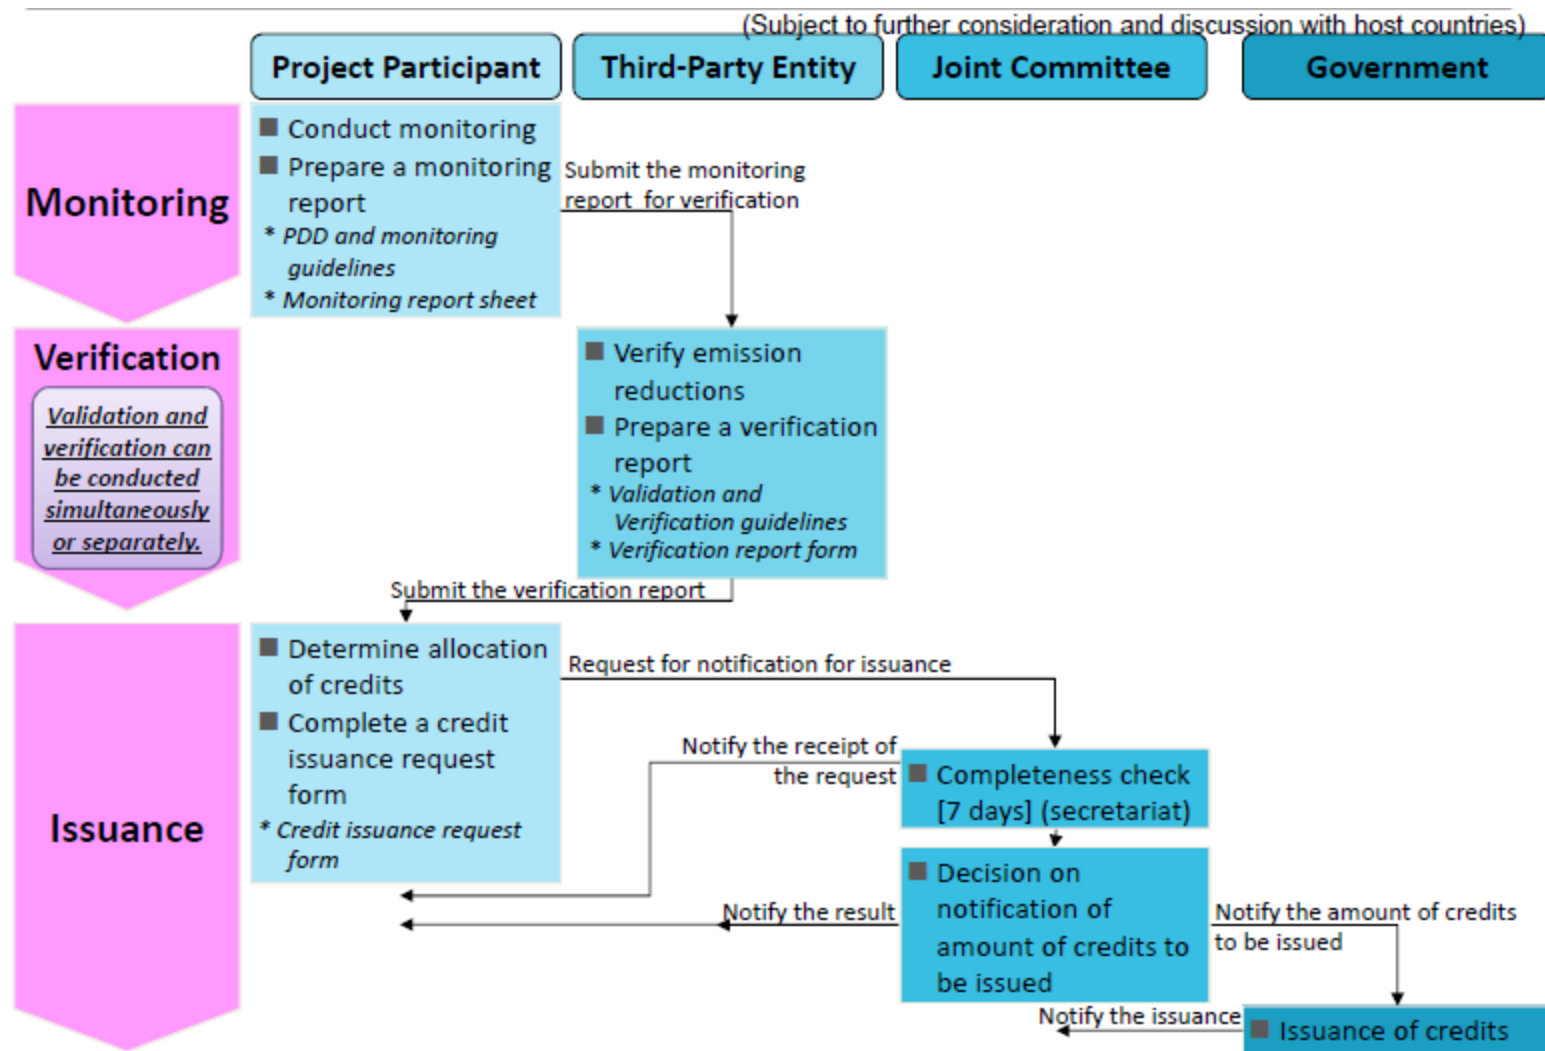 (Subject to further consideration and discussion with host countries)
Project Participant
Third-Party Entity
Joint Committee
Government
Monitoring
■ Conduct monitoring
■ Prepare a monitoring
report
* PDD and monitoring
guidelines
* Monitoring report sheet
Submit the monitoring
report for verification
Verification
Validation and
verification can
be conducted
simultaneously
or separately.
■ Verify emission
reductions
■ Prepare a verification
report
* Validation and
Verification guidelines
* Verification report form
Submit the verification report
Issuance
■ Determine allocation
of credits
■ Complete a credit
issuance request
form
* Credit issuance request
form
Request for notification for issuance
Notify the receipt of
the request
■ Completeness check
[7 days] (secretariat)
■ Decision on
notification of
amount of credits to
be issued
Notify the result
Notify the amount of credits
to be issued
Notify the issuance
■ Issuance of credits